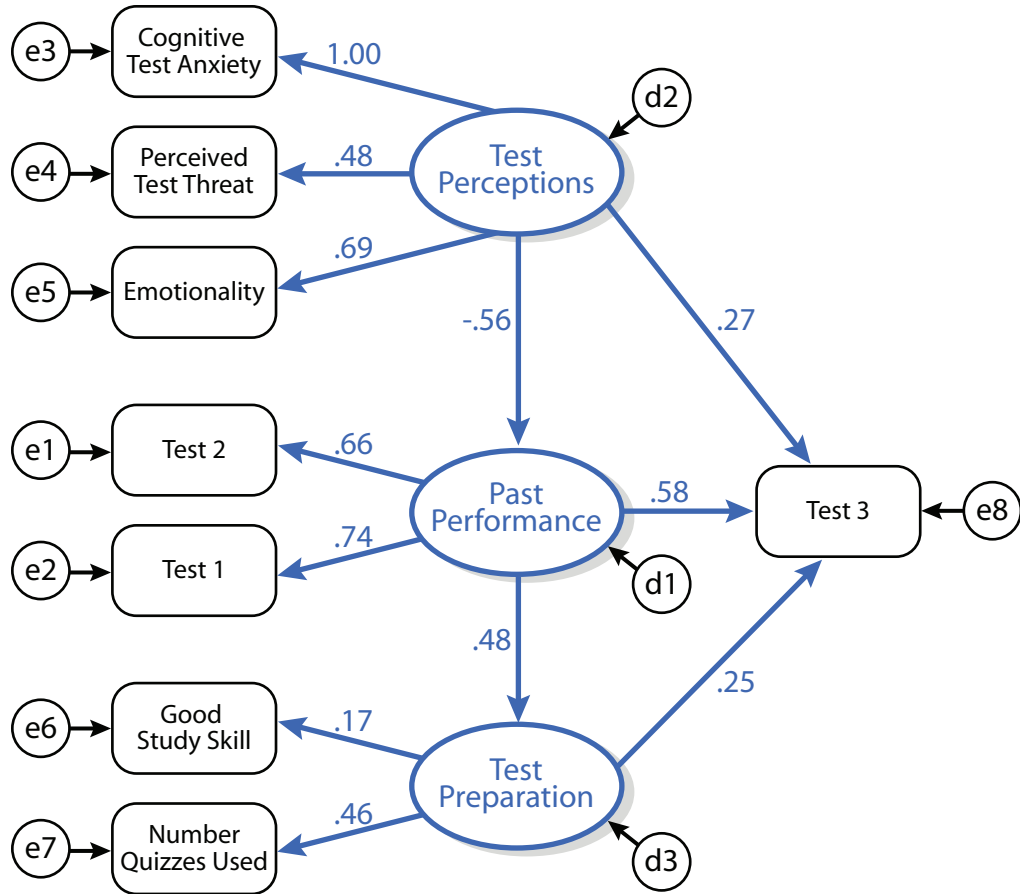 e3
Cognitive
Test Anxiety
1.00
d2
e4
Perceived
Test Threat
.48
Test
Perceptions
e5
Emotionality
.69
-.56
.27
e1
Test 2
.66
Past
Performance
.58
Test 3
e8
e2
Test 1
.74
d1
.48
.25
e6
Good
Study Skill
.17
Test
Preparation
e7
Number
Quizzes Used
.46
d3